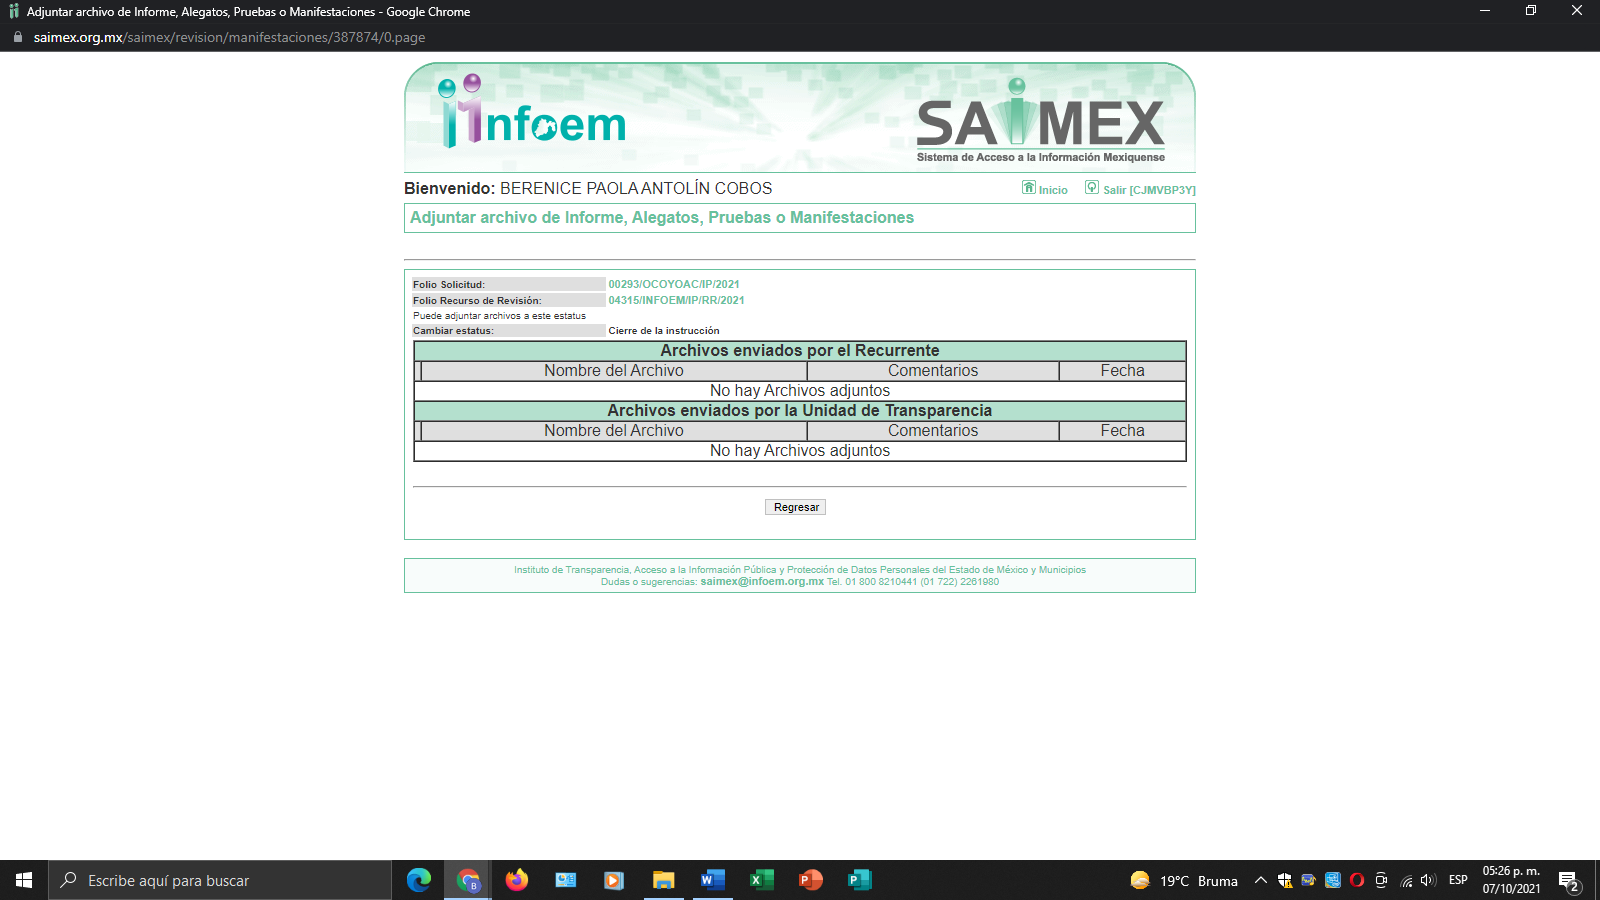 Adjuntar archivo de Informe, Alegatos, Pruebas o Manifestaciones - Google Chrome
saimex.org.mx/saimex/revision/manifestaciones/387874/0.page
infoem
SAIMEX
Sistema de Acceso a la Información Mexiquense
Bienvenido: BERENICE PAOLA ANTOLÍN COBOS
Inicio Salir [CJMVBP3Y]
Adjuntar archivo de Informe, Alegatos, Pruebas o Manifestaciones
Folio Solicitud: 00293/OCOYOAC/IP/2021
Folio Recurso de Revisión: 04315/INFOEM/IP/RR/2021
Puede adjuntar archivos a este estatus
Cambiar estatus: Cierre de la instrucción
Archivos enviados por el Recurrente
Nombre del Archivo Comentarios Fecha
No hay Archivos adjuntos
Archivos enviados por la Unidad de Transparencia
Nombre del Archivo Comentarios Fecha
No hay Archivos adjuntos
Regresar
Instituto de Transparencia, Acceso a la Información Pública y Protección de Datos Personales del Estado de México y Municipios
Dudas o sugerencias: saimex@infoem.org.mx Tel. 01 800 8210441 (01 722) 2261980
Escribe aquí para buscar
19°C Bruma
ESP
05:26 p. m.
07/10/2021
2